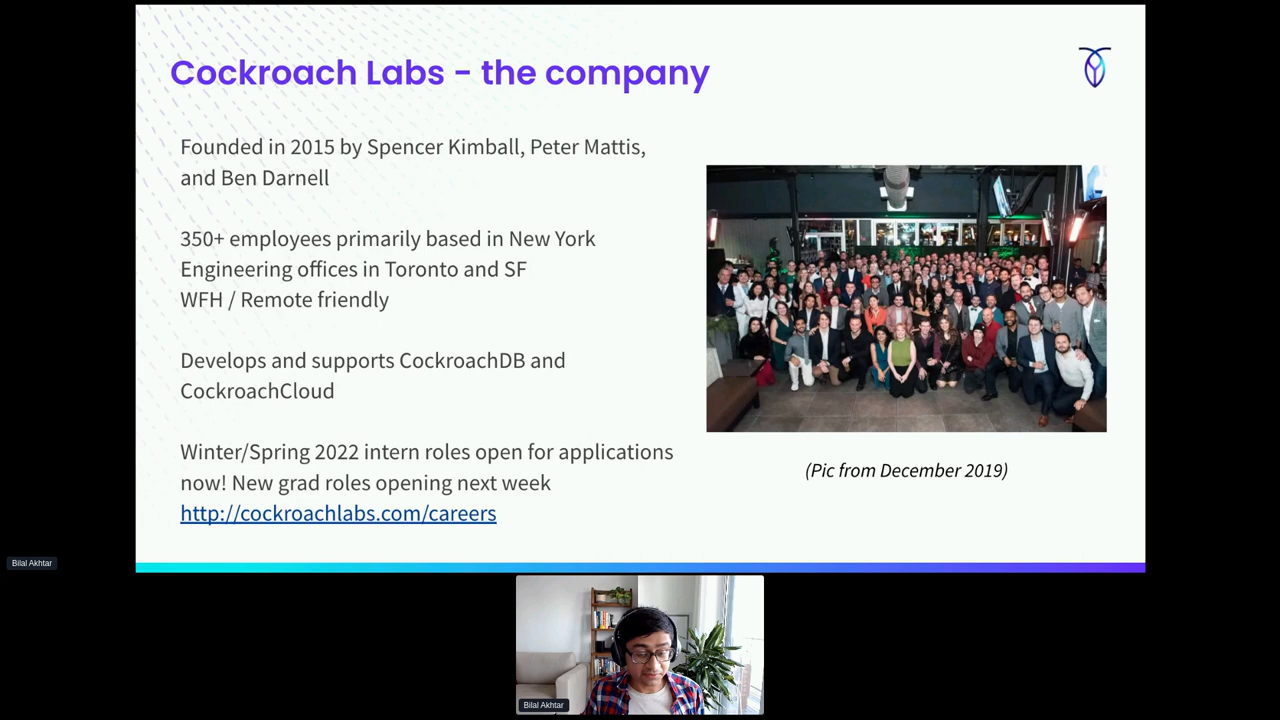 Cockroach Labs - the company
Founded in 2015 by Spencer Kimball, Peter Mattis,
and Ben Darnell
350+ employees primarily based in New York
Engineering offices in Toronto and SF
WFH / Remote friendly
Develops and supports CockroachDB and
CockroachCloud
Winter/Spring 2022 intern roles open for applications
now! New grad roles opening next week
http://cockroachlabs.com/careers
(Pic from December 2019)
Bilal Akhtar
Bilal Akhtar